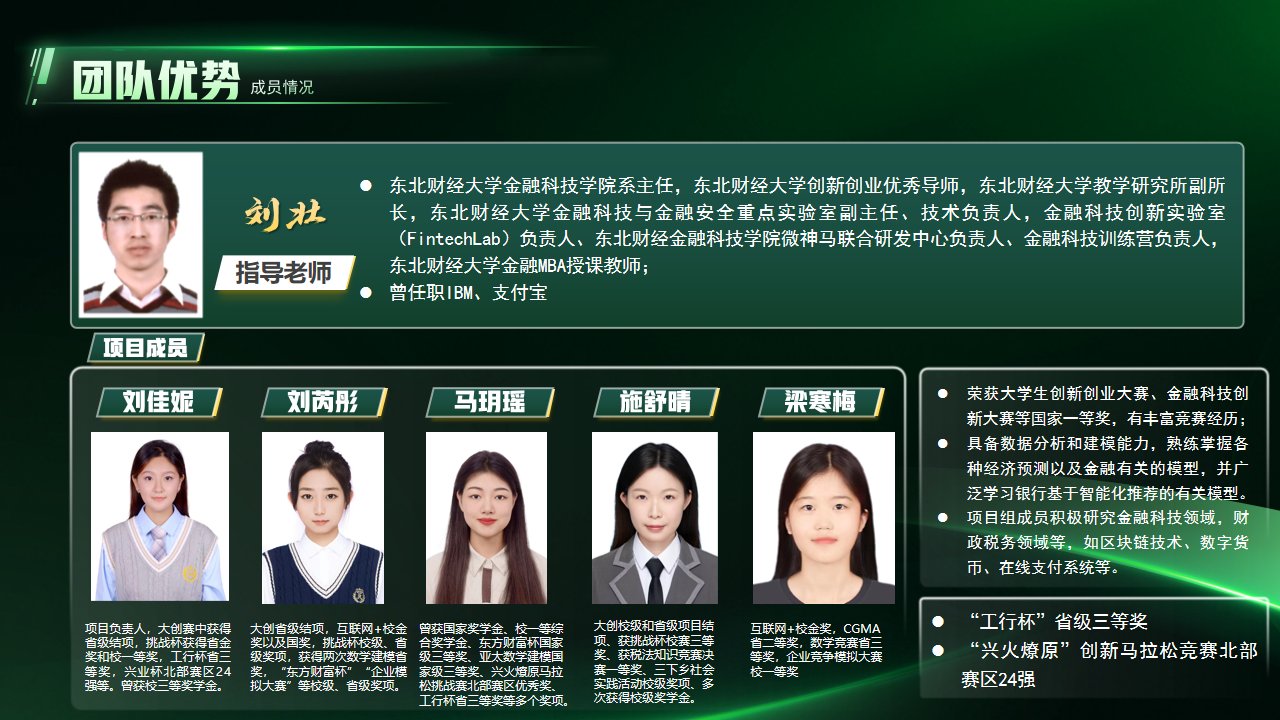 团队优势 成员情况
● 东北财经大学金融科技学院系主任，东北财经大学创新创业优秀导师，东北财经大学教学研究所副所
长，东北财经大学金融科技与金融安全重点实验室副主任、技术负责人，金融科技创新实验室
（FintechLab）负责人、东北财经金融科技学院微神马联合研发中心负责人、金融科技训练营负责人，
东北财经大学金融MBA授课教师；
● 曾任职IBM、支付宝
刘壮
指导老师
项目成员
刘佳妮
项目负责人，大创赛中获得
省级结项，挑战杯获得省金
奖和校一等奖，工行杯省三
等奖，兴业杯北部赛区24
强等。曾获校三等奖学金。
刘芮彤
大创省级结项，互联网+校金
奖以及国奖，挑战杯校级、省
级奖项，获得两次数学建模省
奖，“东方财富杯”“企业模
拟大赛”等校级、省级奖项。
马玥瑶
曾获国家奖学金、校一等综
合奖学金、东方财富杯国家
级三等奖、亚太数学建模国
家级三等奖、兴火燎原马拉
松挑战赛北部赛区优秀奖、
工行杯省三等奖等多个奖项。
施舒晴
大创校级和省级项目结
项、获挑战杯校赛三等
奖、获税法知识竞赛决
赛一等奖、三下乡社会
实践活动校级奖项、多
次获得校级奖学金。
梁寒梅
互联网+校金奖，CGMA
省二等奖，数学竞赛省三
等奖，企业竞争模拟大赛
校一等奖
● 荣获大学生创新创业大赛、金融科技创
新大赛等国家一等奖，有丰富竞赛经历；
● 具备数据分析和建模能力，熟练掌握各
种经济预测以及金融有关的模型，并广
泛学习银行基于智能化推荐的有关模型。
● 项目组成员积极研究金融科技领域，财
政税务领域等，如区块链技术、数字货
币、在线支付系统等。
● “工行杯”省级三等奖
● “兴火燎原”创新马拉松竞赛北部
赛区24强